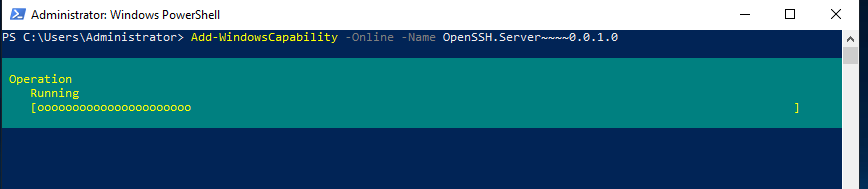 Administrator: Windows PowerShell
PS C:\Users\Administrator> Add-WindowsCapability -Online -Name OpenSSH.Server~~~~0.0.1.0
Operation
Running
[oooooooooooooooooooooo ]